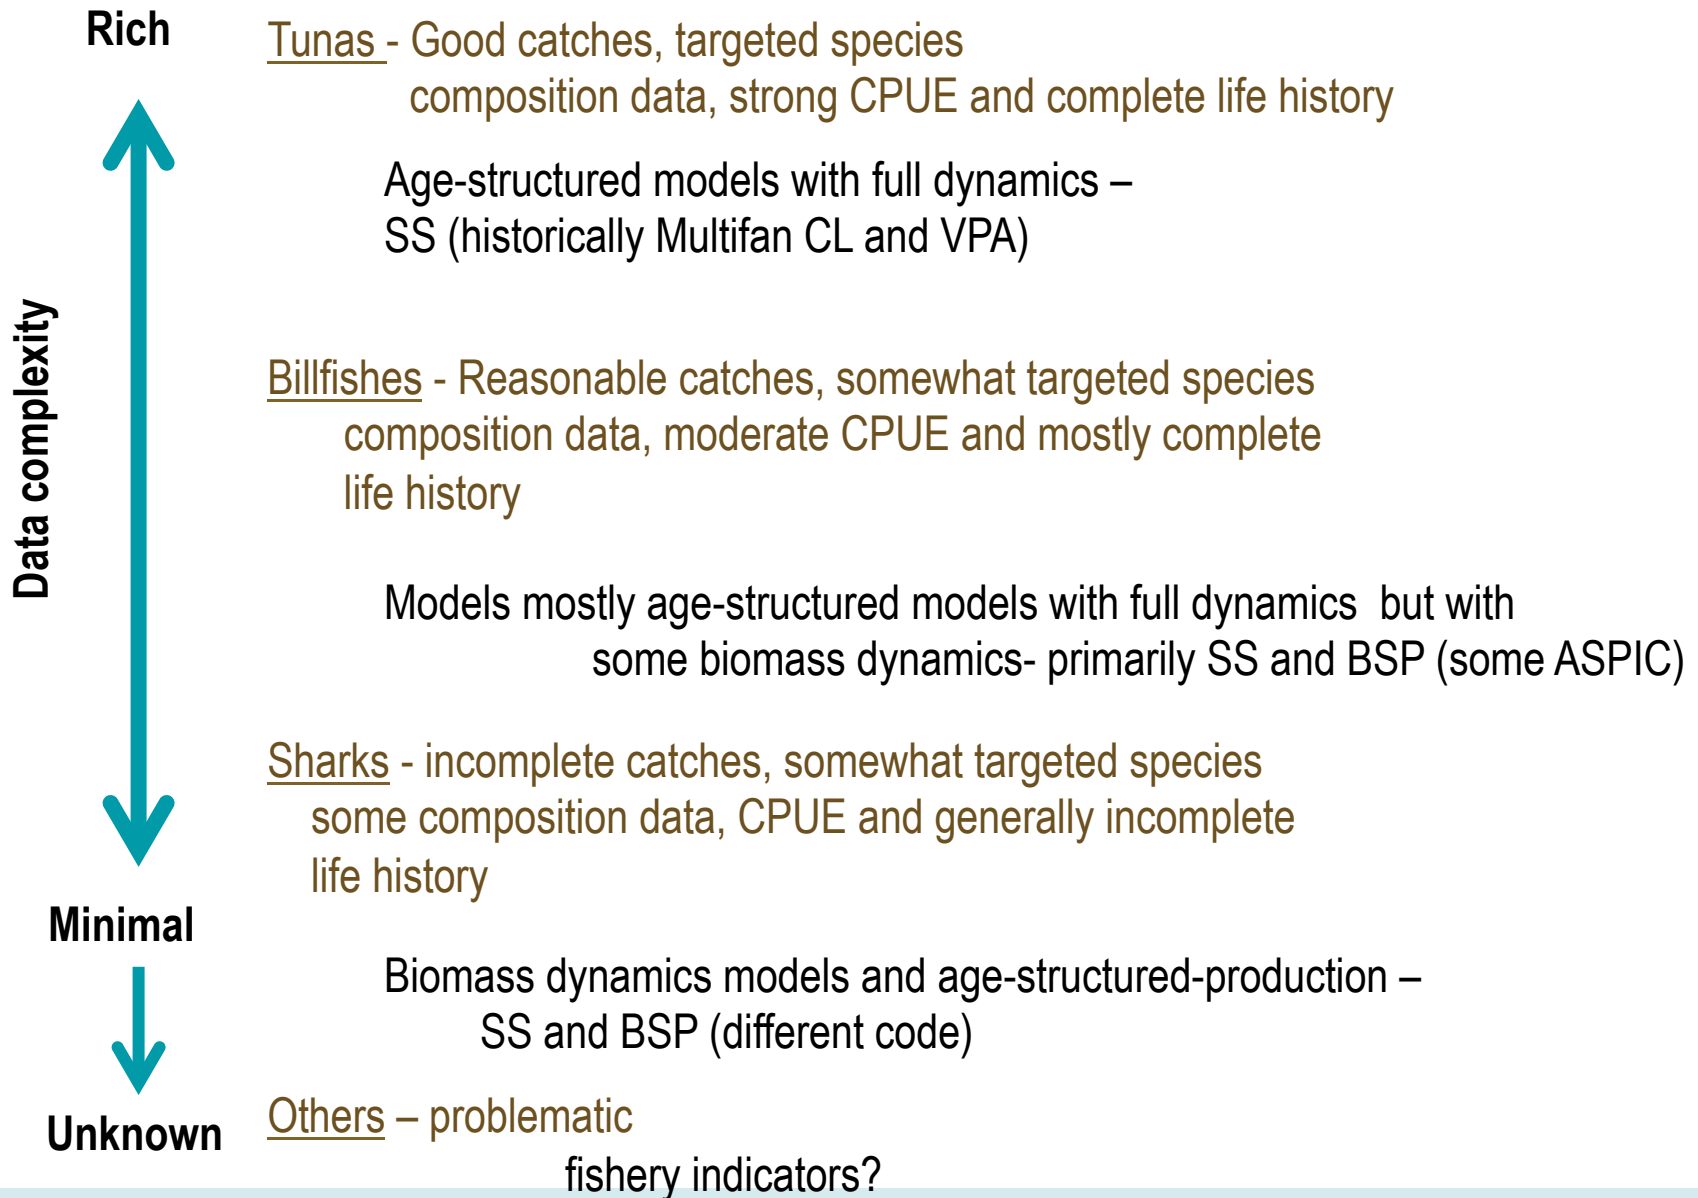 Rich
Tunas - Good catches, targeted species
composition data, strong CPUE and complete life history
Age-structured models with full dynamics –
SS (historically Multifan CL and VPA)
Data complexity
Billfishes - Reasonable catches, somewhat targeted species
composition data, moderate CPUE and mostly complete
life history
Models mostly age-structured models with full dynamics but with
some biomass dynamics- primarily SS and BSP (some ASPIC)
Sharks - incomplete catches, somewhat targeted species
some composition data, CPUE and generally incomplete
life history
Minimal
Biomass dynamics models and age-structured-production –
SS and BSP (different code)
Unknown
Others – problematic
fishery indicators?